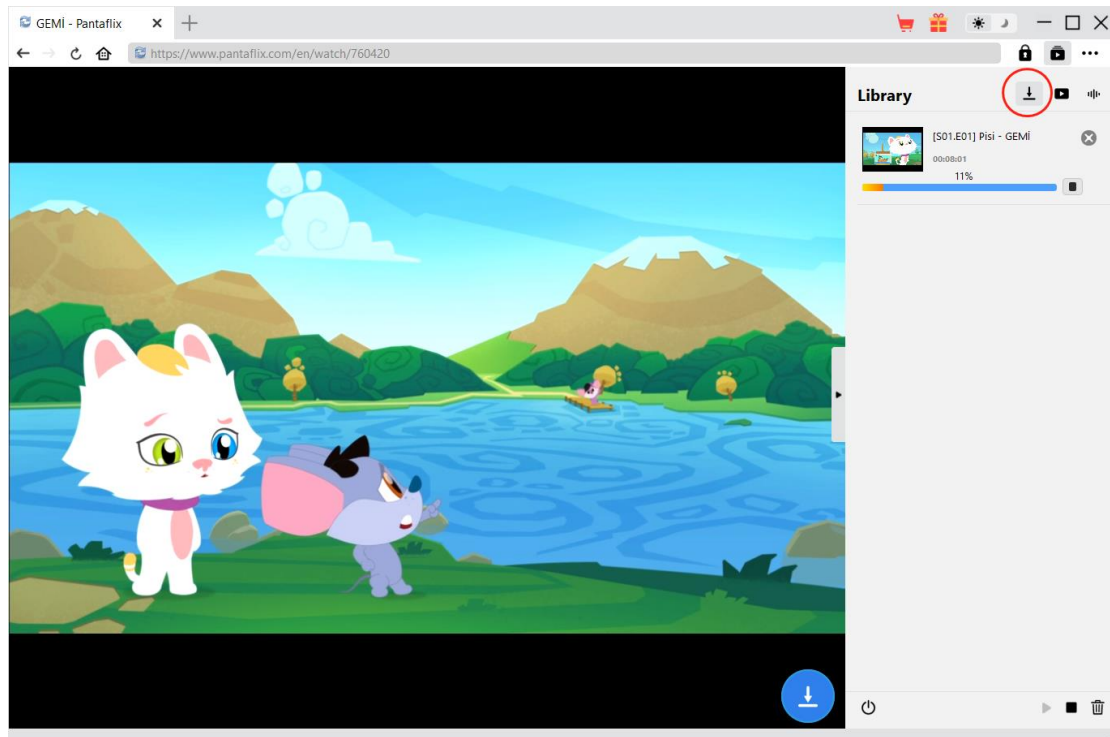 GEMİ - Pantaflix
https://www.pantaflix.com/en/watch/760420
Library
[S01.E01] Pisi - GEMİ
00:08:01
11%